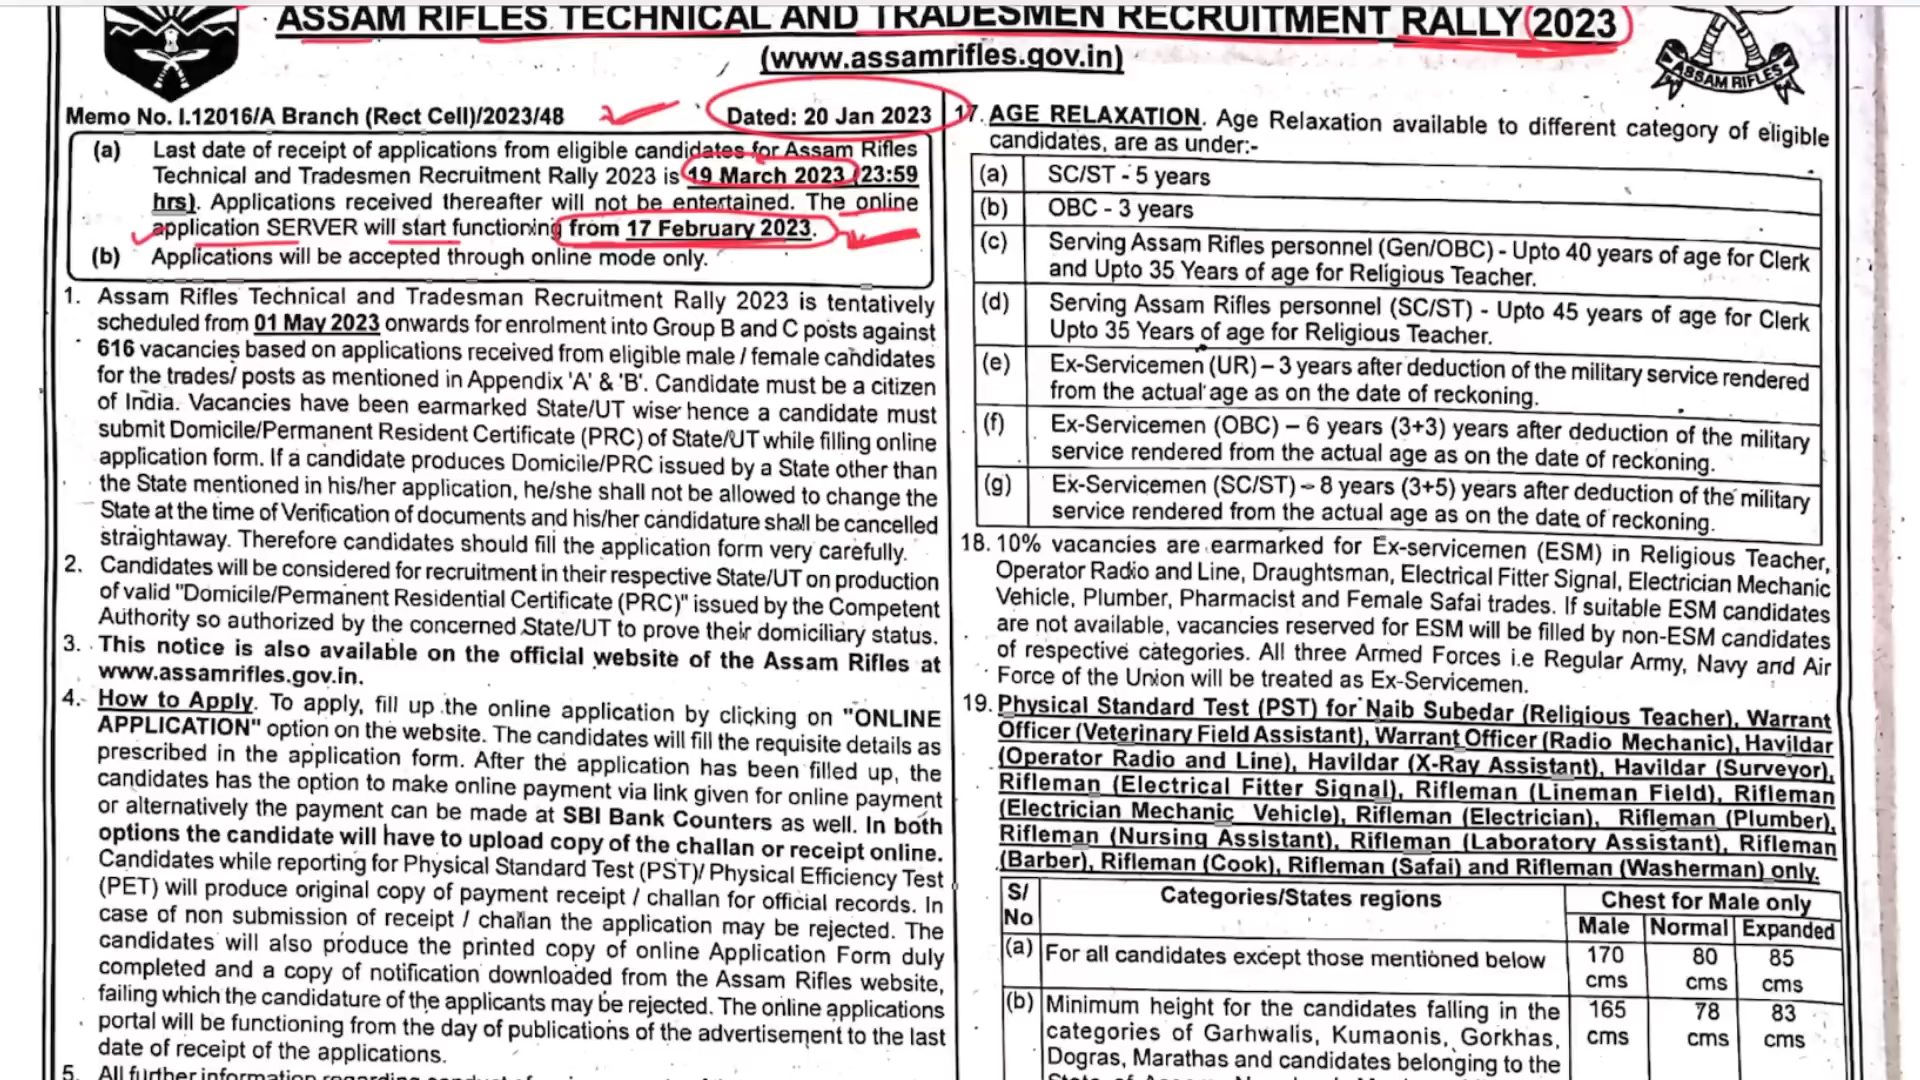 ASSAM RIFLES TECHNICAL AND TRADESMEN RECRUITMENT RALLY 2023
(www.assamrifles.gov.in)
ASSAM RIFLES
Memo No. I.12016/A Branch (Rect Cell)/2023/48 Dated: 20 Jan 2023
(a) Last date of receipt of applications from eligible candidates for Assam Rifles
Technical and Tradesmen Recruitment Rally 2023 is 19 March 2023 (23:59
hrs). Applications received thereafter will not be entertained. The online
application SERVER will start functioning from 17 February 2023.
(b) Applications will be accepted through online mode only.
1. Assam Rifles Technical and Tradesman Recruitment Rally 2023 is tentatively
scheduled from 01 May 2023 onwards for enrolment into Group B and C posts against
616 vacancies based on applications received from eligible male / female candidates
for the trades/ posts as mentioned in Appendix 'A' & 'B'. Candidate must be a citizen
of India. Vacancies have been earmarked State/UT wise hence a candidate must
submit Domicile/Permanent Resident Certificate (PRC) of State/UT while filling online
application form. If a candidate produces Domicile/PRC issued by a State other than
the State mentioned in his/her application, he/she shall not be allowed to change the
State at the time of Verification of documents and his/her candidature shall be cancelled
straightaway. Therefore candidates should fill the application form very carefully.
2. Candidates will be considered for recruitment in their respective State/UT on production
of valid "Domicile/Permanent Residential Certificate (PRC)" issued by the Competent
Authority so authorized by the concerned State/UT to prove their domiciliary status.
3. This notice is also available on the official website of the Assam Rifles at
www.assamrifles.gov.in.
4. How to Apply. To apply, fill up the online application by clicking on "ONLINE
APPLICATION" option on the website. The candidates will fill the requisite details as
prescribed in the application form. After the application has been filled up, the
candidates has the option to make online payment via link given for online payment
or alternatively the payment can be made at SBI Bank Counters as well. In both
options the candidate will have to upload copy of the challan or receipt online.
Candidates while reporting for Physical Standard Test (PST)/ Physical Efficiency Test
(PET) will produce original copy of payment receipt / challan for official records. In
case of non submission of receipt / challan the application may be rejected. The
candidates will also produce the printed copy of online Application Form duly
completed and a copy of notification downloaded from the Assam Rifles website,
failing which the candidature of the applicants may be rejected. The online applications
portal will be functioning from the day of publications of the advertisement to the last
date of receipt of the applications.
5. All further information regarding conduct of
17. AGE RELAXATION. Age Relaxation available to different category of eligible
candidates, are as under:-
(a) SC/ST - 5 years
(b) OBC - 3 years
(c) Serving Assam Rifles personnel (Gen/OBC) - Upto 40 years of age for Clerk
and Upto 35 Years of age for Religious Teacher.
(d) Serving Assam Rifles personnel (SC/ST) - Upto 45 years of age for Clerk
Upto 35 Years of age for Religious Teacher.
(e) Ex-Servicemen (UR) – 3 years after deduction of the military service rendered
from the actual age as on the date of reckoning.
(f) Ex-Servicemen (OBC) – 6 years (3+3) years after deduction of the military
service rendered from the actual age as on the date of reckoning.
(g) Ex-Servicemen (SC/ST) – 8 years (3+5) years after deduction of the military
service rendered from the actual age as on the date of reckoning.
18. 10% vacancies are earmarked for Ex-servicemen (ESM) in Religious Teacher,
Operator Radio and Line, Draughtsman, Electrical Fitter Signal, Electrician Mechanic
Vehicle, Plumber, Pharmacist and Female Safai trades. If suitable ESM candidates
are not available, vacancies reserved for ESM will be filled by non-ESM candidates
of respective categories. All three Armed Forces i.e Regular Army, Navy and Air
Force of the Union will be treated as Ex-Servicemen.
19. Physical Standard Test (PST) for Naib Subedar (Religious Teacher), Warrant
Officer (Veterinary Field Assistant), Warrant Officer (Radio Mechanic), Havildar
(Operator Radio and Line), Havildar (X-Ray Assistant), Havildar (Surveyor),
Rifleman (Electrical Fitter Signal), Rifleman (Lineman Field), Rifleman
(Electrician Mechanic Vehicle), Rifleman (Electrician), Rifleman (Plumber),
Rifleman (Nursing Assistant), Rifleman (Laboratory Assistant), Rifleman
(Barber), Rifleman (Cook), Rifleman (Safai) and Rifleman (Washerman) only.
S/ No Categories/States regions Chest for Male only
Male Normal Expanded
(a) For all candidates except those mentioned below 170 cms 80 cms 85 cms
(b) Minimum height for the candidates falling in the 165 cms 78 cms 83 cms
categories of Garhwalis, Kumaonis, Gorkhas,
Dogras, Marathas and candidates belonging to the